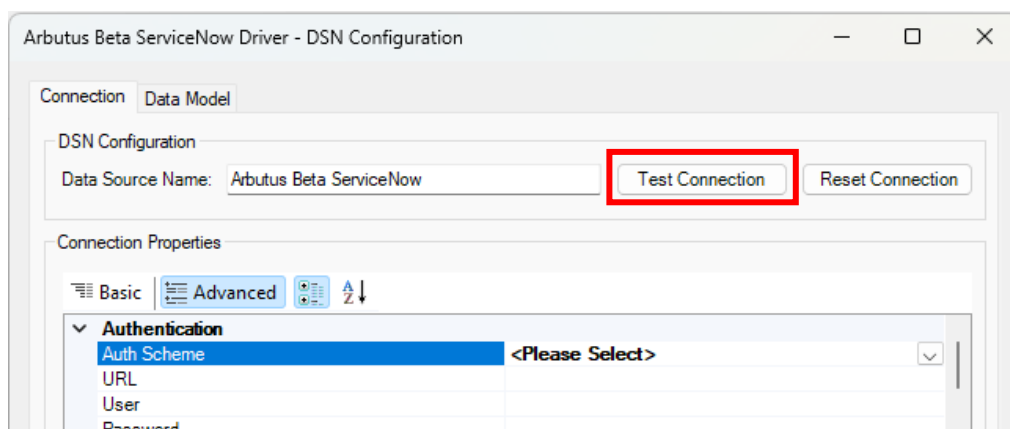 Arbutus Beta ServiceNow Driver - DSN Configuration
Connection Data Model
DSN Configuration
Data Source Name: Arbutus Beta ServiceNow Test Connection Reset Connection
Connection Properties
Basic Advanced A Z
Authentication
Auth Scheme <Please Select>
URL
User
Password